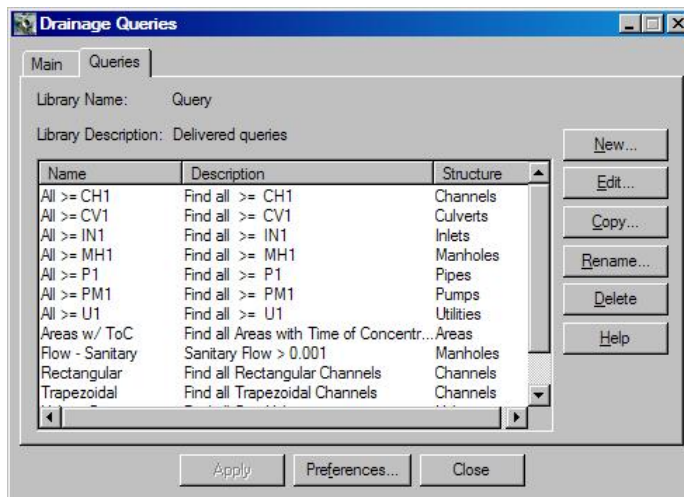 Drainage Queries
Main Queries
Library Name: Query
Library Description: Delivered queries
Name Description Structure
All >= CH1 Find all >= CH1 Channels
All >= CV1 Find all >= CV1 Culverts
All >= IN1 Find all >= IN1 Inlets
All >= MH1 Find all >= MH1 Manholes
All >= P1 Find all >= P1 Pipes
All >= PM1 Find all >= PM1 Pumps
All >= U1 Find all >= U1 Utilities
Areas w/ ToC Find all Areas with Time of Concentr... Areas
Flow - Sanitary Sanitary Flow > 0.001 Manholes
Rectangular Find all Rectangular Channels Channels
Trapezoidal Find all Trapezoidal Channels Channels
New...
Edit...
Copy...
Rename...
Delete
Help
Apply Preferences... Close